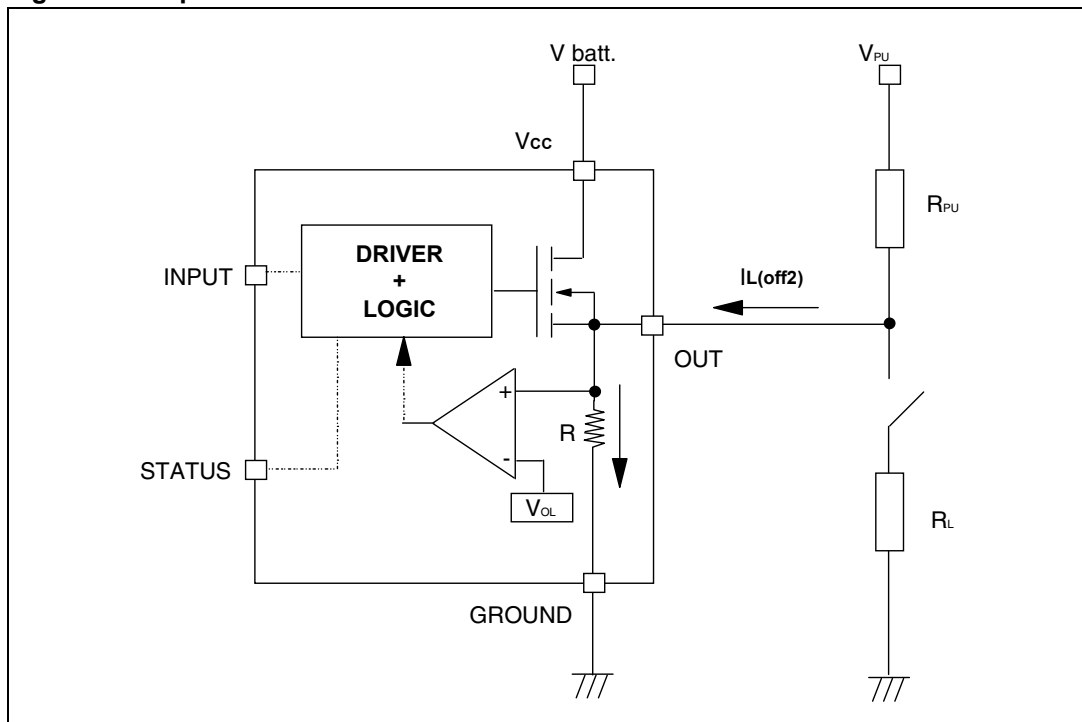 V batt.
VPU
Vcc
RPU
DRIVER
+
LOGIC
INPUT
IL(off2)
OUT
+
R
-
STATUS
VOL
RL
GROUND